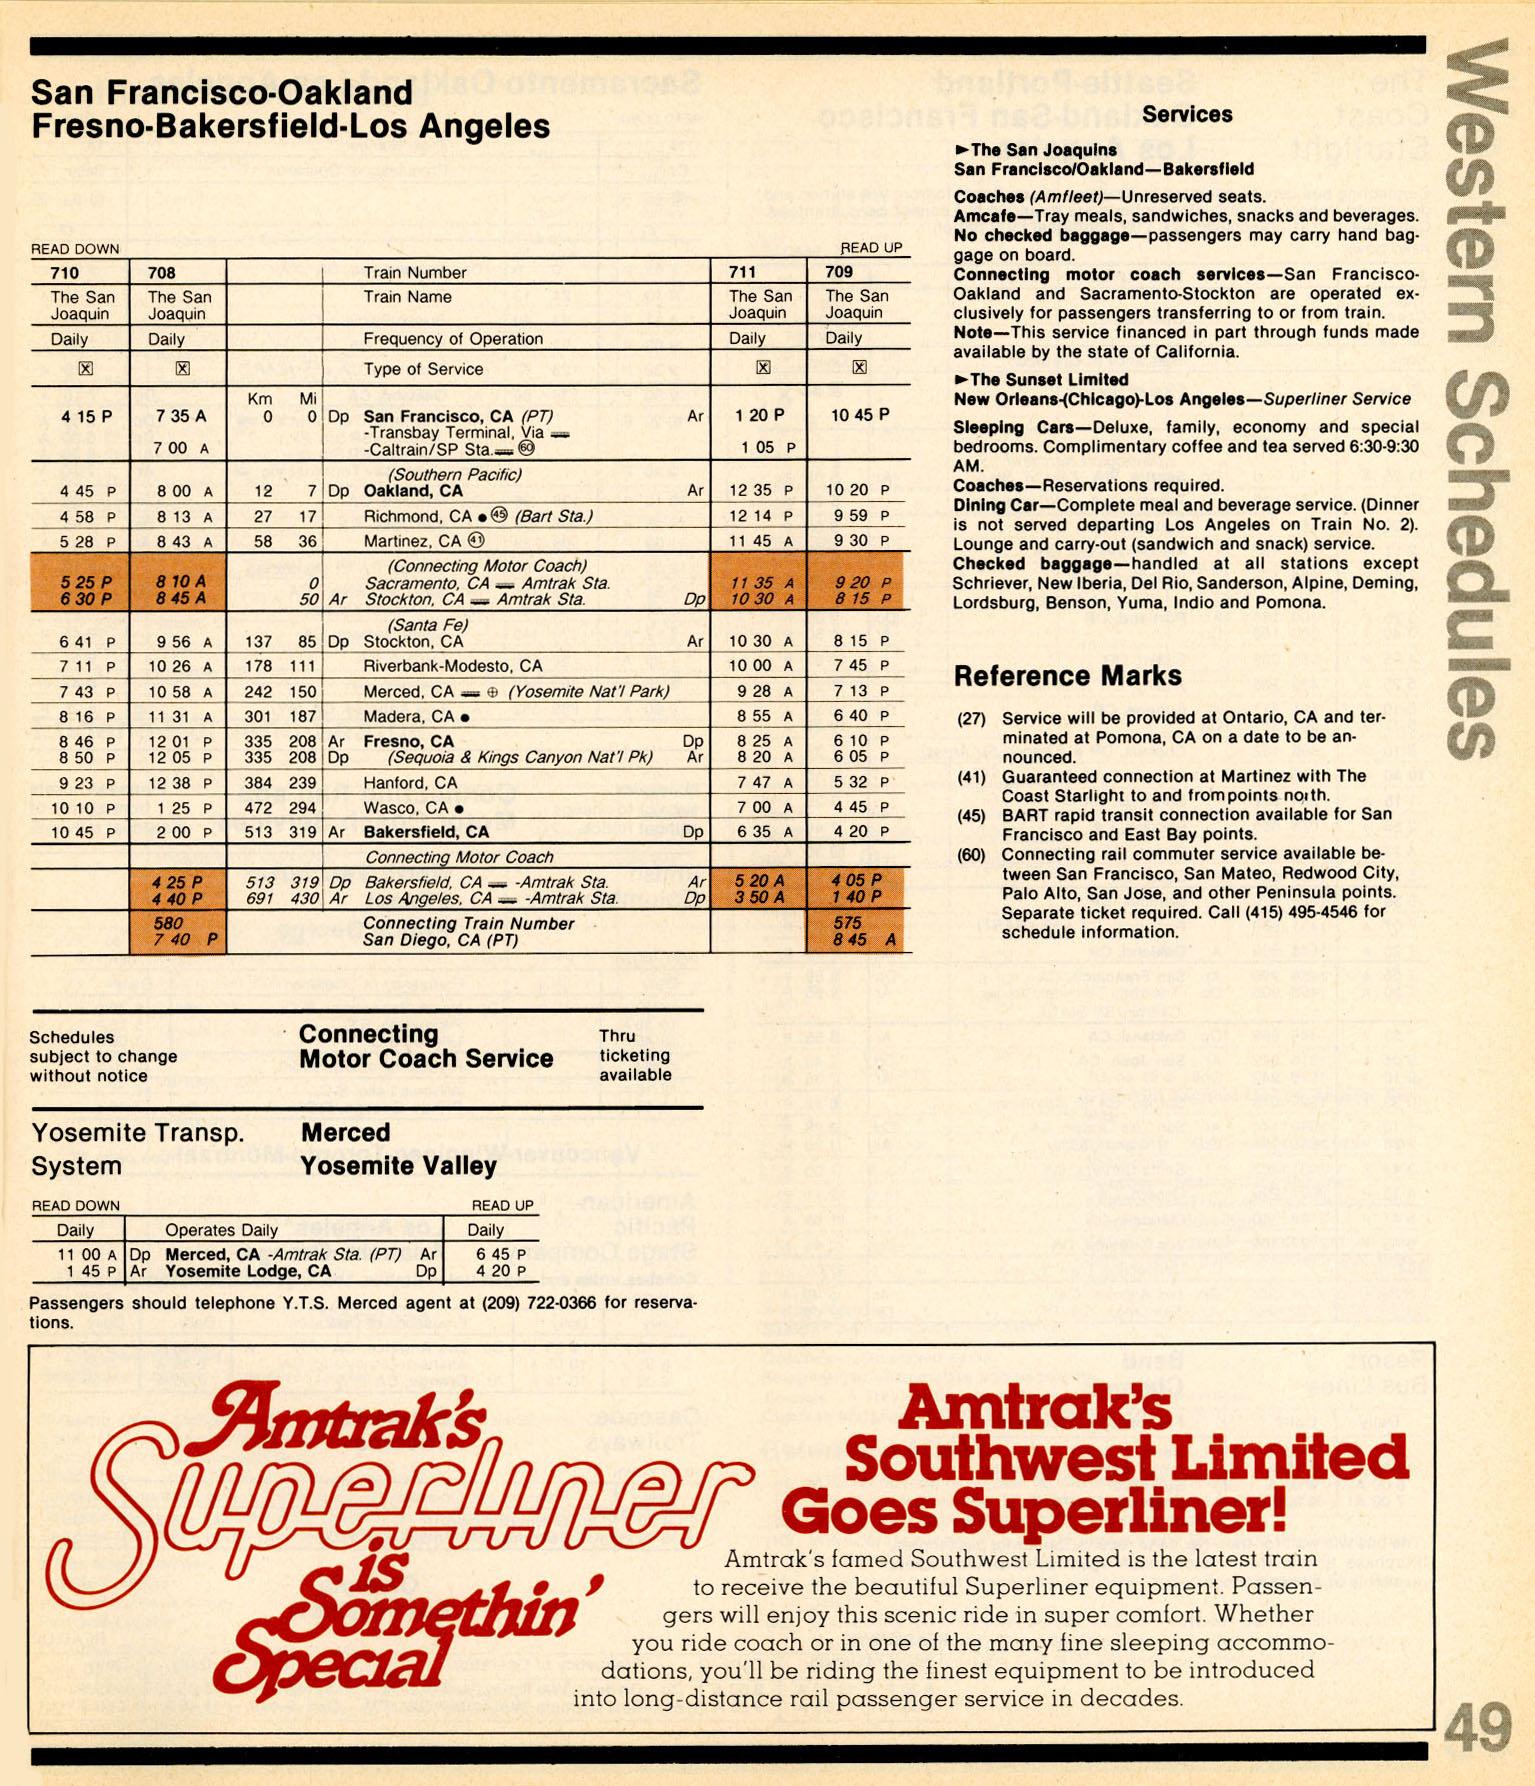 San Francisco-Oakland
Fresno-Bakersfield-Los Angeles
READ DOWN READ UP
710 708 Train Number 711 709
The San Joaquin The San Joaquin Train Name The San Joaquin The San Joaquin
Daily Daily Frequency of Operation Daily Daily
☒ ☒ Type of Service ☒ ☒
Km Mi
4 15 P 7 35 A 0 0 Dp San Francisco, CA (PT) Ar 1 20 P 10 45 P
-Transbay Terminal, Via
7 00 A -Caltrain/SP Sta. 60 1 05 P
(Southern Pacific)
4 45 P 8 00 A 12 7 Dp Oakland, CA Ar 12 35 P 10 20 P
4 58 P 8 13 A 27 17 Richmond, CA ● 45 (Bart Sta.) 12 14 P 9 59 P
5 28 P 8 43 A 58 36 Martinez, CA 41 11 45 A 9 30 P
(Connecting Motor Coach)
5 25 P 8 10 A 0 Sacramento, CA Amtrak Sta. 11 35 A 9 20 P
6 30 P 8 45 A 50 Ar Stockton, CA Amtrak Sta. Dp 10 30 A 8 15 P
(Santa Fe)
6 41 P 9 56 A 137 85 Dp Stockton, CA Ar 10 30 A 8 15 P
7 11 P 10 26 A 178 111 Riverbank-Modesto, CA 10 00 A 7 45 P
7 43 P 10 58 A 242 150 Merced, CA ⊕ (Yosemite Nat'l Park) 9 28 A 7 13 P
8 16 P 11 31 A 301 187 Madera, CA ● 8 55 A 6 40 P
8 46 P 12 01 P 335 208 Ar Fresno, CA Dp 8 25 A 6 10 P
8 50 P 12 05 P 335 208 Dp (Sequoia & Kings Canyon Nat'l Pk) Ar 8 20 A 6 05 P
9 23 P 12 38 P 384 239 Hanford, CA 7 47 A 5 32 P
10 10 P 1 25 P 472 294 Wasco, CA ● 7 00 A 4 45 P
10 45 P 2 00 P 513 319 Ar Bakersfield, CA Dp 6 35 A 4 20 P
Connecting Motor Coach
4 25 P 513 319 Dp Bakersfield, CA -Amtrak Sta. Ar 5 20 A 4 05 P
4 40 P 691 430 Ar Los Angeles, CA -Amtrak Sta. Dp 3 50 A 1 40 P
580 Connecting Train Number 575
7 40 P San Diego, CA (PT) 8 45 A
Services
►The San Joaquins
San Francisco/Oakland—Bakersfield
Coaches (Amfleet)—Unreserved seats.
Amcafe—Tray meals, sandwiches, snacks and beverages.
No checked baggage—passengers may carry hand bag-
gage on board.
Connecting motor coach services—San Francisco-
Oakland and Sacramento-Stockton are operated ex-
clusively for passengers transferring to or from train.
Note—This service financed in part through funds made
available by the state of California.
►The Sunset Limited
New Orleans-(Chicago)-Los Angeles—Superliner Service
Sleeping Cars—Deluxe, family, economy and special
bedrooms. Complimentary coffee and tea served 6:30-9:30
AM.
Coaches—Reservations required.
Dining Car—Complete meal and beverage service. (Dinner
is not served departing Los Angeles on Train No. 2).
Lounge and carry-out (sandwich and snack) service.
Checked baggage—handled at all stations except
Schriever, New Iberia, Del Rio, Sanderson, Alpine, Deming,
Lordsburg, Benson, Yuma, Indio and Pomona.
Reference Marks
(27) Service will be provided at Ontario, CA and ter-
minated at Pomona, CA on a date to be an-
nounced.
(41) Guaranteed connection at Martinez with The
Coast Starlight to and from points north.
(45) BART rapid transit connection available for San
Francisco and East Bay points.
(60) Connecting rail commuter service available be-
tween San Francisco, San Mateo, Redwood City,
Palo Alto, San Jose, and other Peninsula points.
Separate ticket required. Call (415) 495-4546 for
schedule information.
Western Schedules
Schedules
subject to change
without notice
Connecting
Motor Coach Service
Thru
ticketing
available
Yosemite Transp.
System
Merced
Yosemite Valley
READ DOWN READ UP
Daily Operates Daily Daily
11 00 A Dp Merced, CA -Amtrak Sta. (PT) Ar 6 45 P
1 45 P Ar Yosemite Lodge, CA Dp 4 20 P
Passengers should telephone Y.T.S. Merced agent at (209) 722-0366 for reserva-
tions.
Amtrak's
Superliner
is
Somethin'
Special
Amtrak's
Southwest Limited
Goes Superliner!
Amtrak's famed Southwest Limited is the latest train
to receive the beautiful Superliner equipment. Passen-
gers will enjoy this scenic ride in super comfort. Whether
you ride coach or in one of the many fine sleeping accommo-
dations, you'll be riding the finest equipment to be introduced
into long-distance rail passenger service in decades.
49